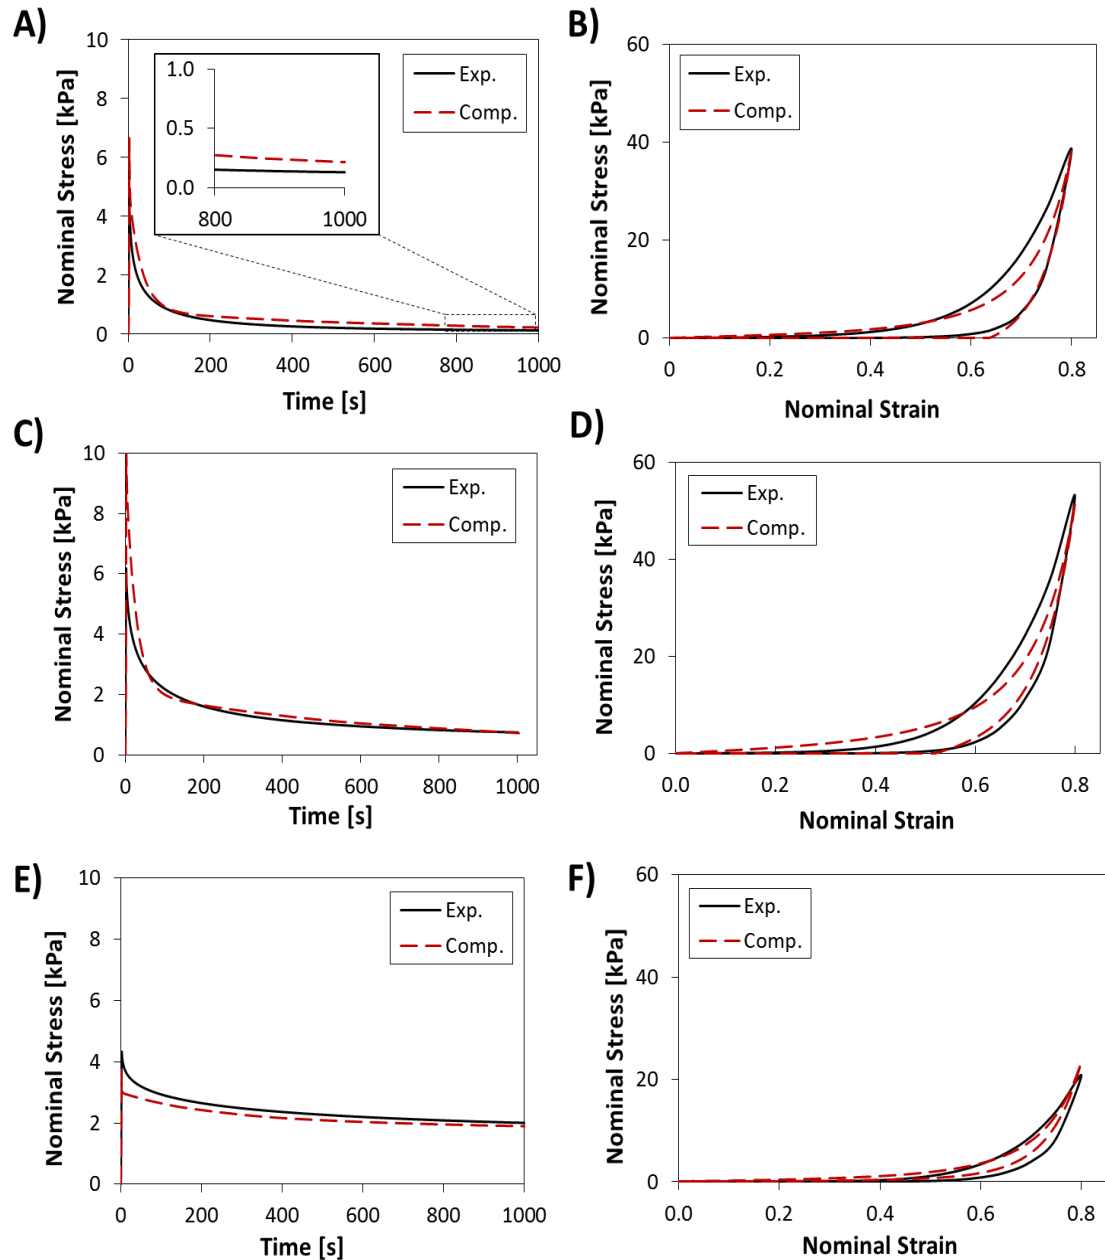 A)
Nominal Stress [kPa]
10
8
6
4
2
0
1.0
0.5
0.0
800 1000
Exp.
Comp.
0 200 400 600 800 1000
Time [s]
B)
Nominal Stress [kPa]
60
40
20
0
Exp.
Comp.
0 0.2 0.4 0.6 0.8
Nominal Strain
C)
Nominal Stress [kPa]
10
8
6
4
2
0
Exp.
Comp.
0 200 400 600 800 1000
Time [s]
D)
Nominal Stress [kPa]
60
40
20
0
Exp.
Comp.
0.0 0.2 0.4 0.6 0.8
Nominal Strain
E)
Nominal Stress [kPa]
10
8
6
4
2
0
Exp.
Comp.
0 200 400 600 800 1000
Time [s]
F)
Nominal Stress [kPa]
60
40
20
0
Exp.
Comp.
0.0 0.2 0.4 0.6 0.8
Nominal Strain